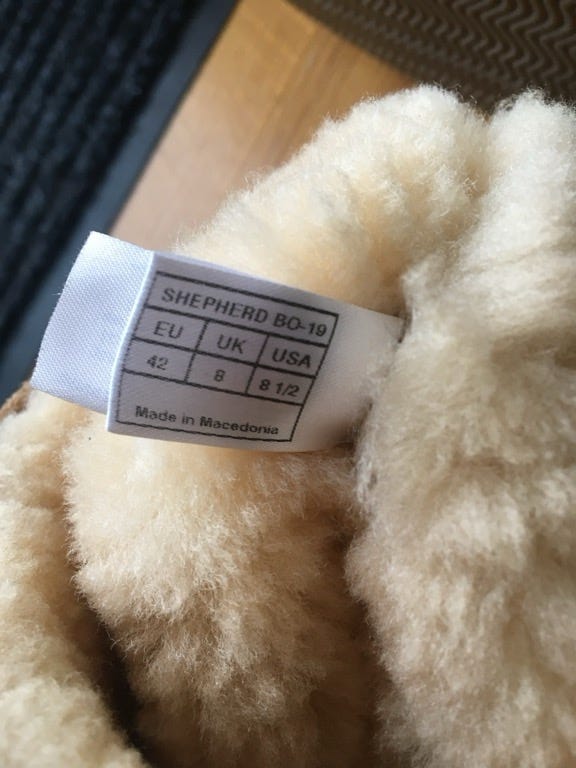 SHEPHERD BO-19
EU UK USA
42 8 8 1/2
Made in Macedonia